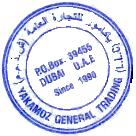 ياكاموز للتجارة العامة (ش.ذ.م.م)
P.O.Box. 39455
DUBAI U.A.E
Since 1990
YAKAMOZ GENERAL TRADING